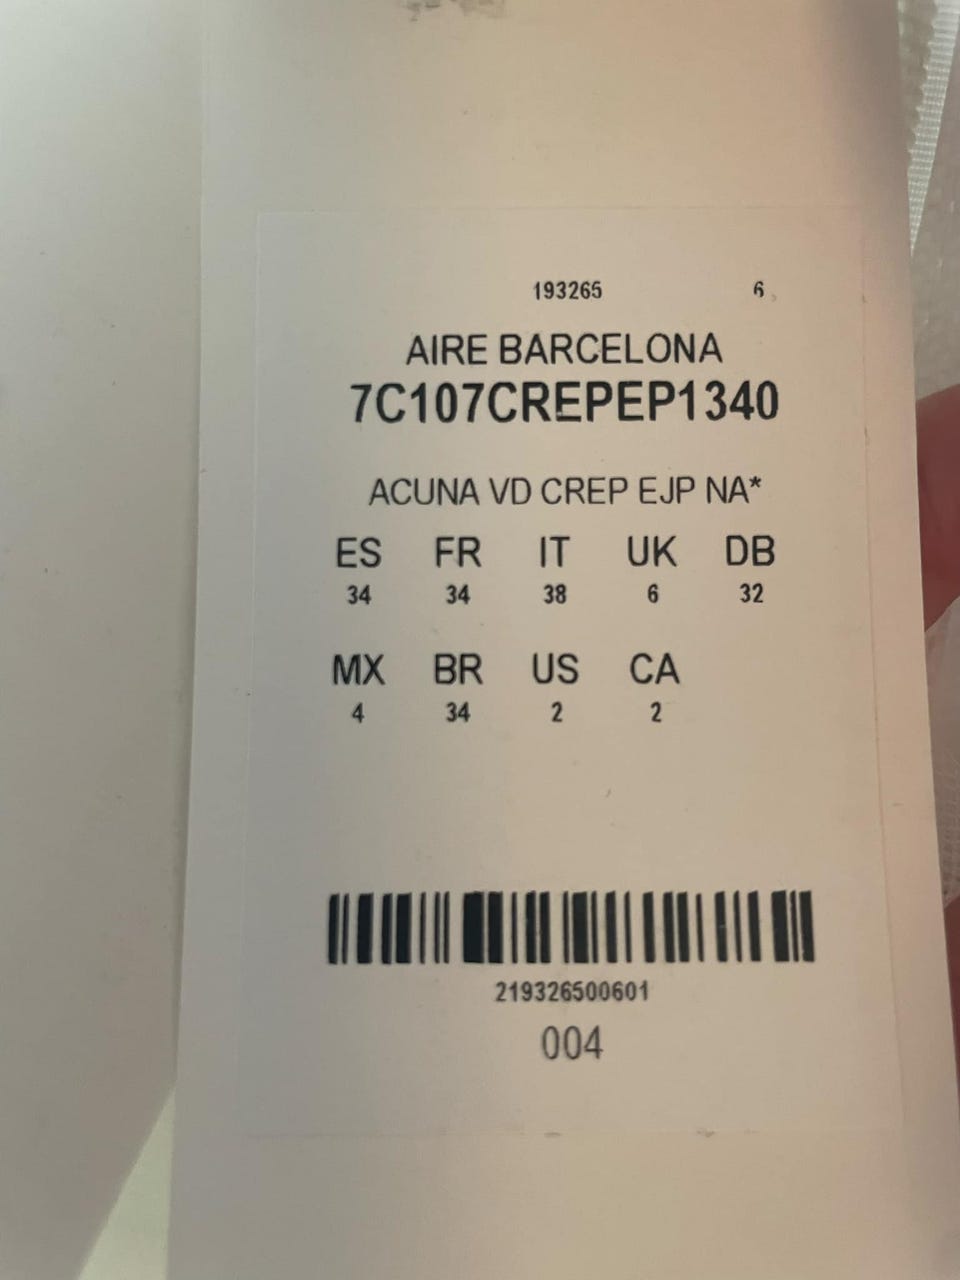 193265 6
AIRE BARCELONA
7C107CREPEP1340
ACUNA VD CREP EJP NA*
ES FR IT UK DB
34 34 38 6 32
MX BR US CA
4 34 2 2
219326500601
004